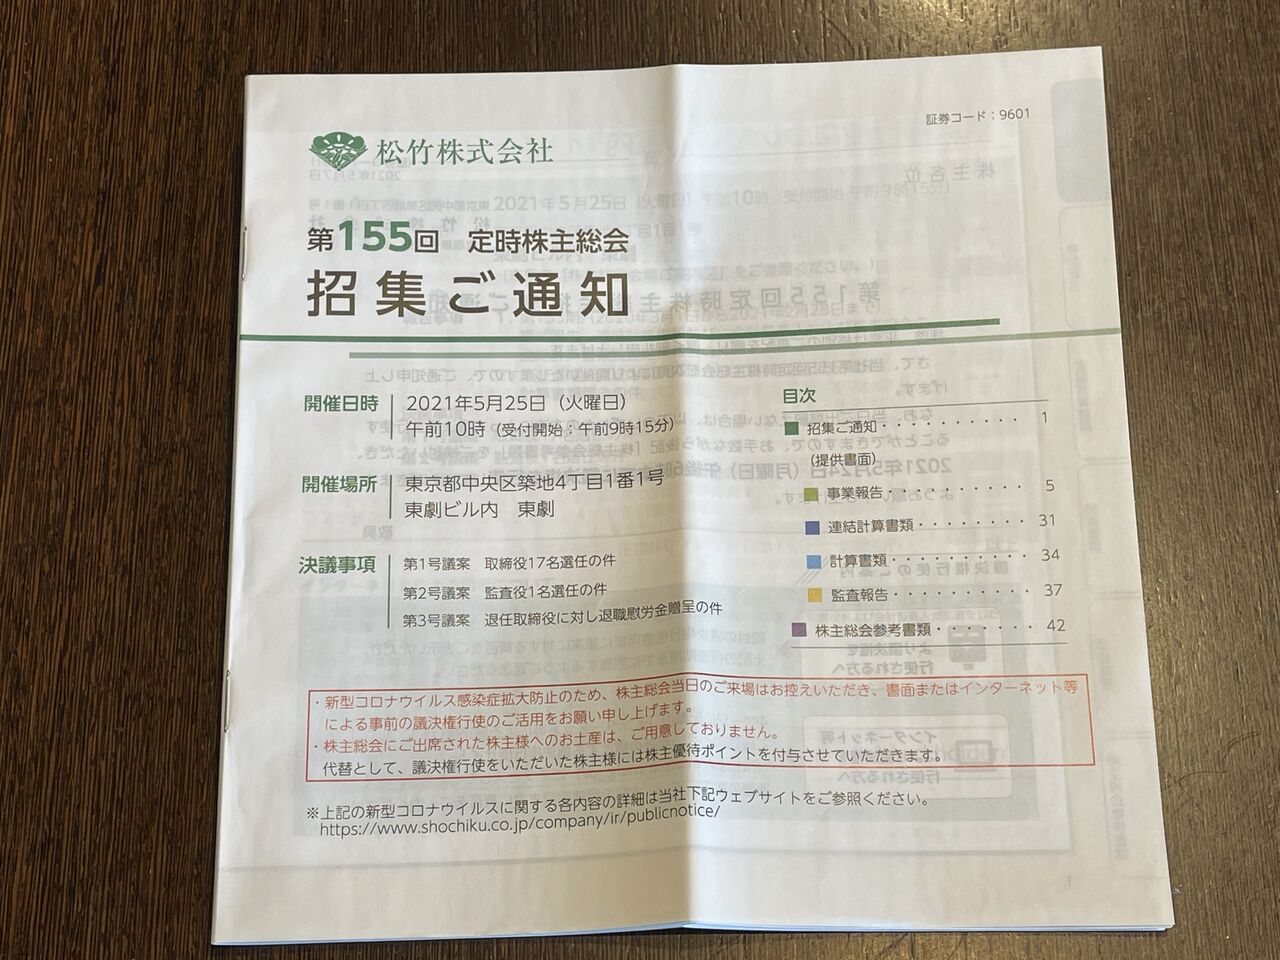 証券コード：9601
松竹株式会社
第155回 定時株主総会
招集ご通知
開催日時
2021年5月25日（火曜日）
午前10時（受付開始：午前9時15分）
開催場所
東京都中央区築地4丁目1番1号
東劇ビル内 東劇
決議事項
第1号議案 取締役17名選任の件
第2号議案 監査役1名選任の件
第3号議案 退任取締役に対し退職慰労金贈呈の件
目次
招集ご通知・・・・・・・・・・・・1
（提供書面）
事業報告・・・・・・・・・・・5
連結計算書類・・・・・・・・31
計算書類・・・・・・・・・・34
監査報告・・・・・・・・・・37
株主総会参考書類・・・・・・42
・新型コロナウイルス感染症拡大防止のため、株主総会当日のご来場はお控えいただき、書面またはインターネット等
による事前の議決権行使のご活用をお願い申し上げます。
・株主総会にご出席された株主様へのお土産は、ご用意しておりません。
代替として、議決権行使をいただいた株主様には株主優待ポイントを付与させていただきます。
※上記の新型コロナウイルスに関する各内容の詳細は当社下記ウェブサイトをご参照ください。
https://www.shochiku.co.jp/company/ir/publicnotice/